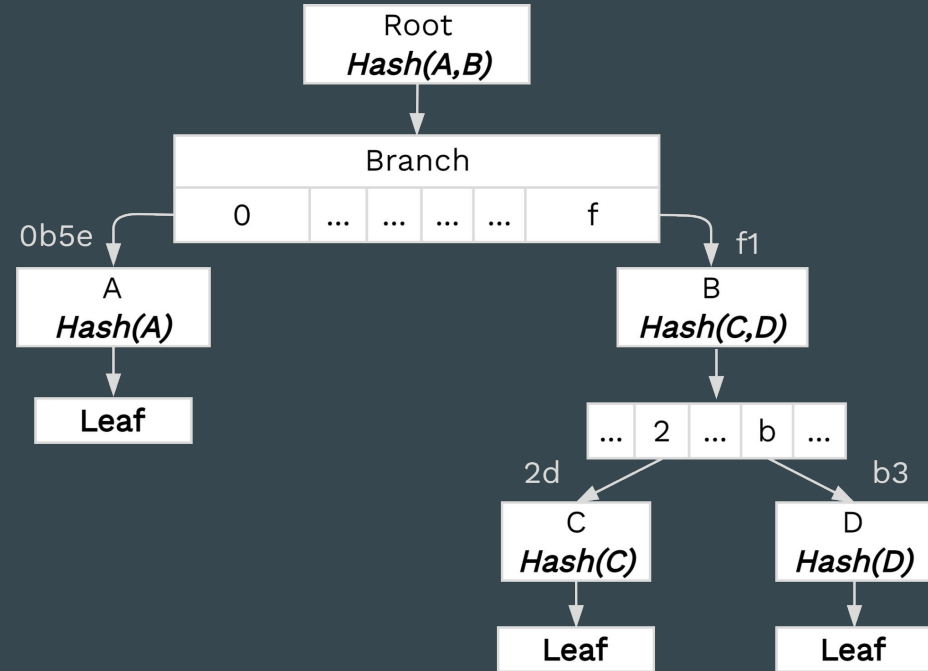 Root
Hash(A,B)
Branch
0 ... ... ... ... f
0b5e
f1
A
Hash(A)
B
Hash(C,D)
Leaf
... 2 ... b ...
2d
b3
C
Hash(C)
D
Hash(D)
Leaf
Leaf